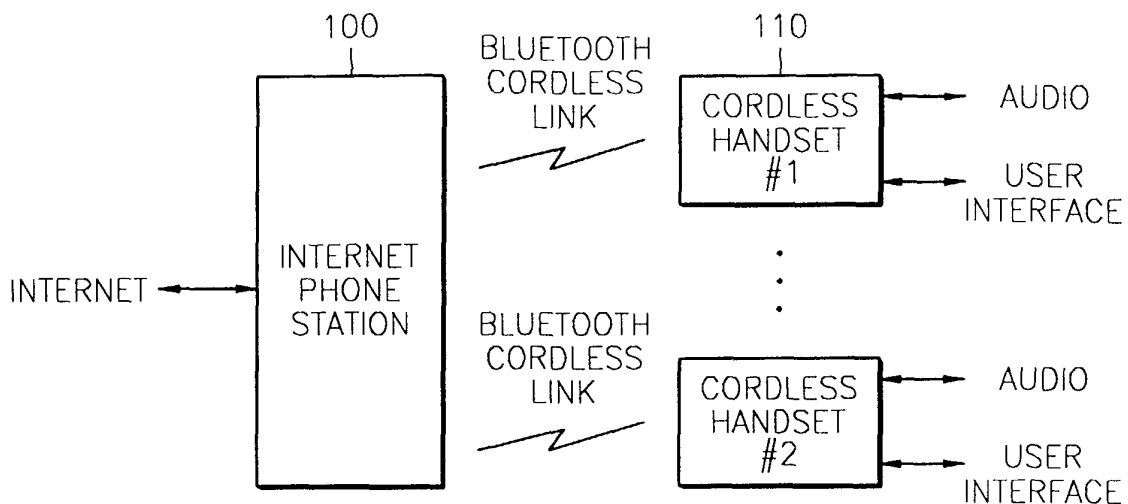 100
110
BLUETOOTH
CORDLESS
LINK
CORDLESS
HANDSET
#1
AUDIO
USER
INTERFACE
INTERNET
INTERNET
PHONE
STATION
BLUETOOTH
CORDLESS
LINK
CORDLESS
HANDSET
#2
AUDIO
USER
INTERFACE